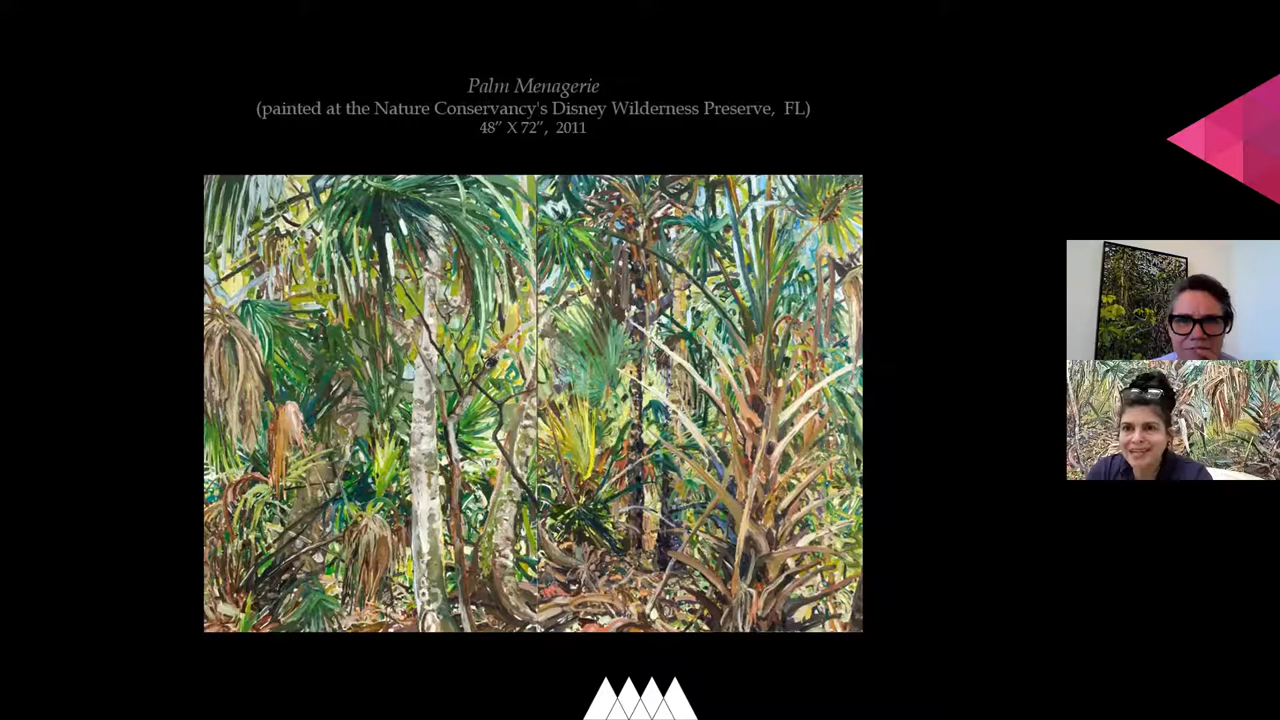 Palm Menagerie
(painted at the Nature Conservancy's Disney Wilderness Preserve, FL)
48” X 72”, 2011